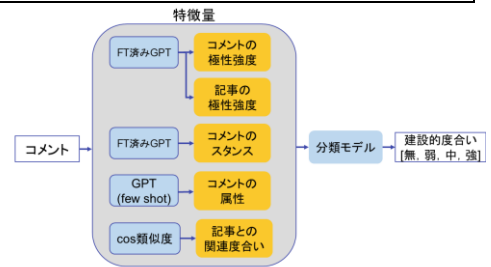 特徴量
FT済みGPT
コメントの
極性強度
記事の
極性強度
FT済みGPT
コメントの
スタンス
コメント
分類モデル
建設的度合い
[無, 弱, 中, 強]
GPT
(few shot)
コメントの
属性
cos類似度
記事との
関連度合い